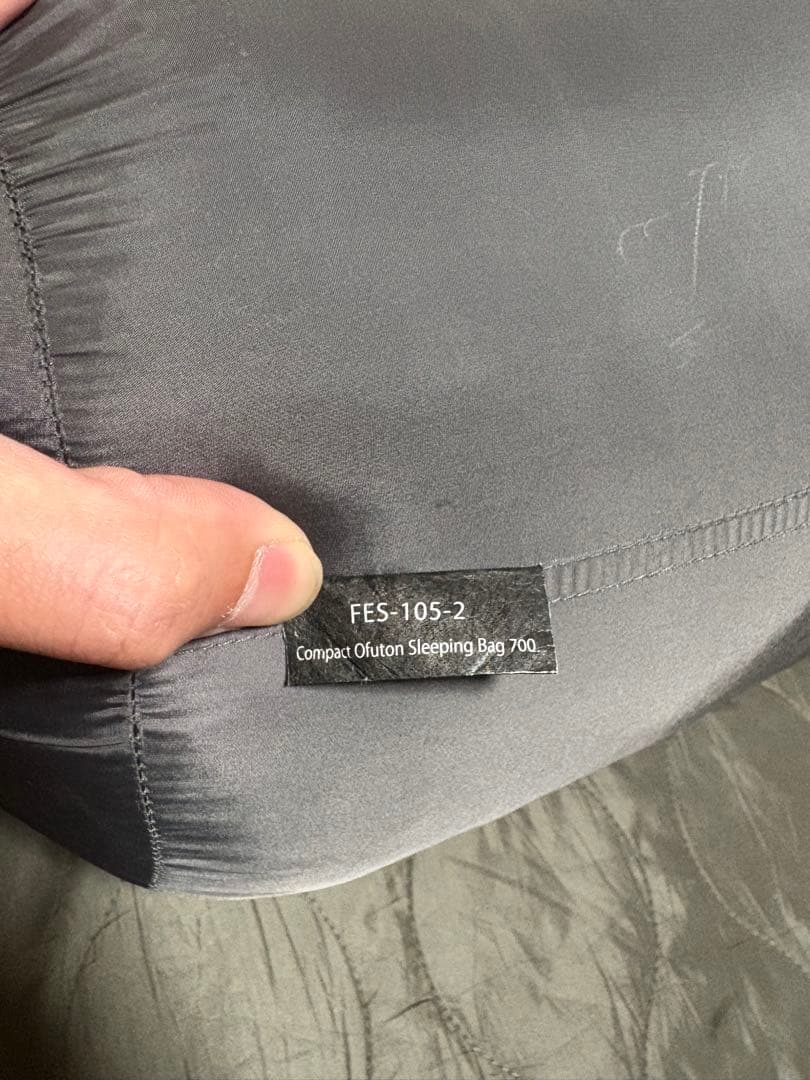 FES-105-2
Compact Ofuton Sleeping Bag 700